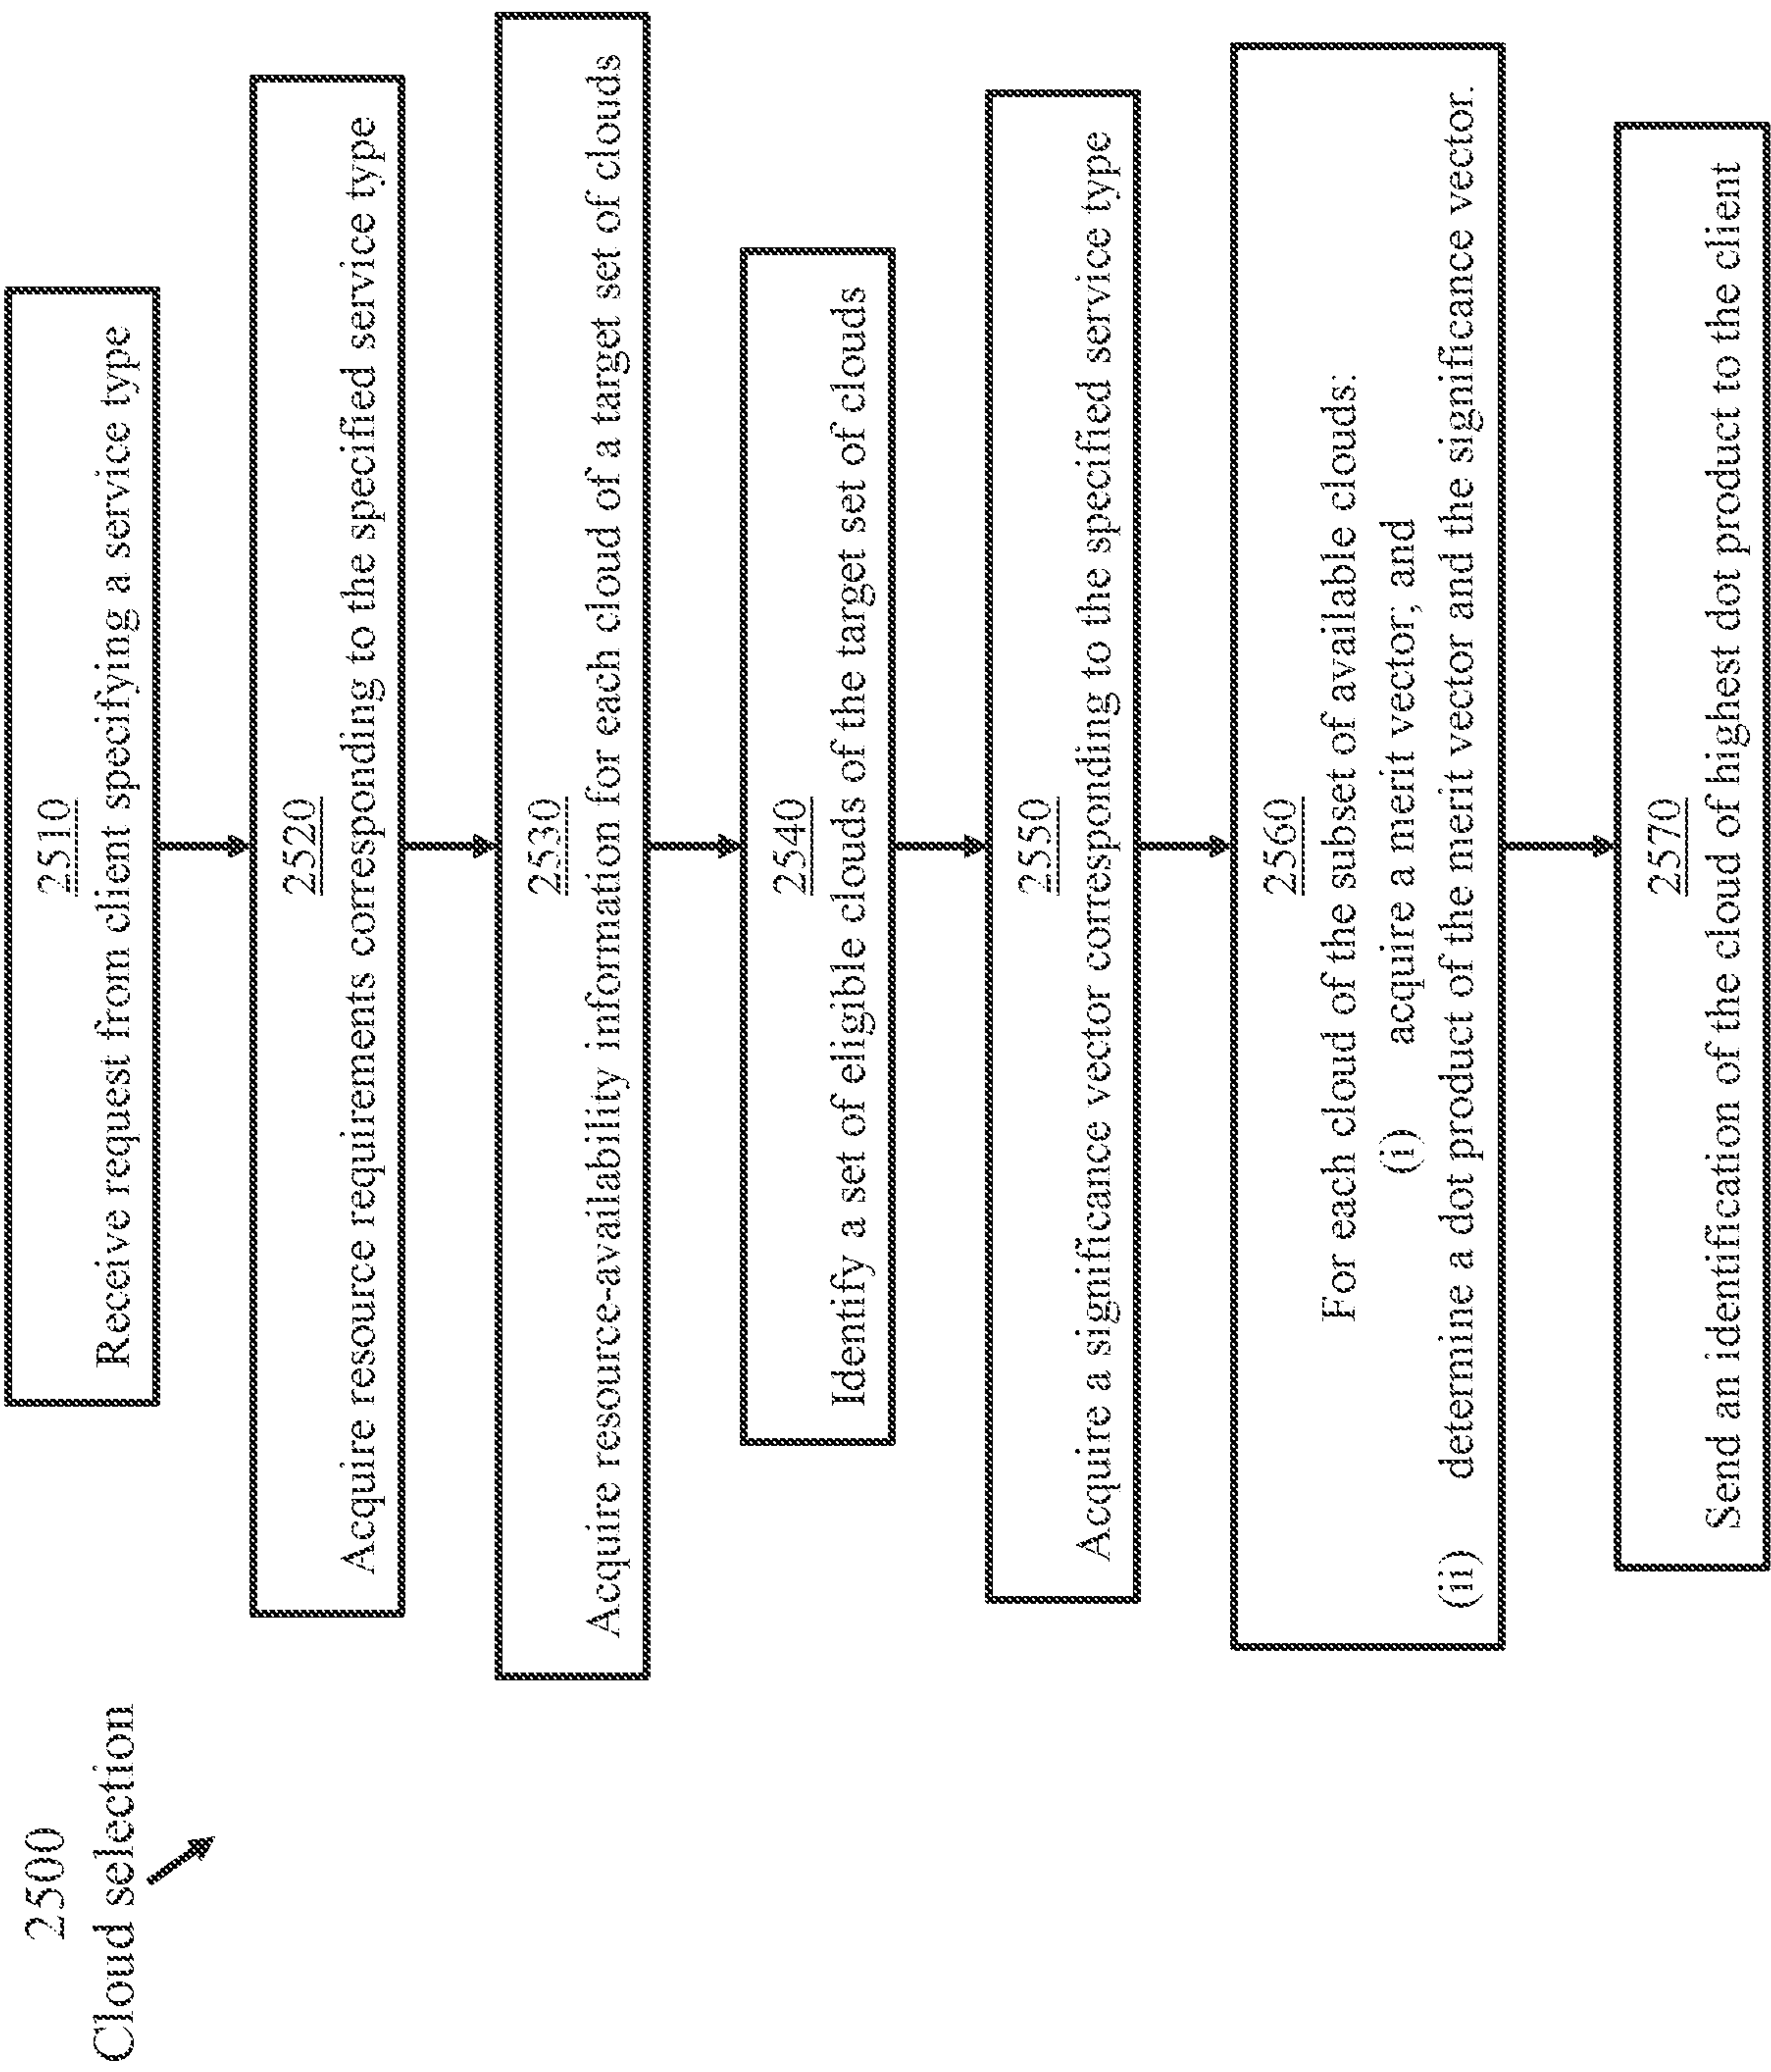 2500
Cloud selection
2510
Receive request from client specifying a service type
2520
Acquire resource requirements corresponding to the specified service type
2530
Acquire resource-availability information for each cloud of a target set of clouds
2540
Identify a set of eligible clouds of the target set of clouds
2550
Acquire a significance vector corresponding to the specified service type
2560
For each cloud of the subset of available clouds:
(i) acquire a merit vector; and
(ii) determine a dot product of the merit vector and the significance vector.
2570
Send an identification of the cloud of highest dot product to the client